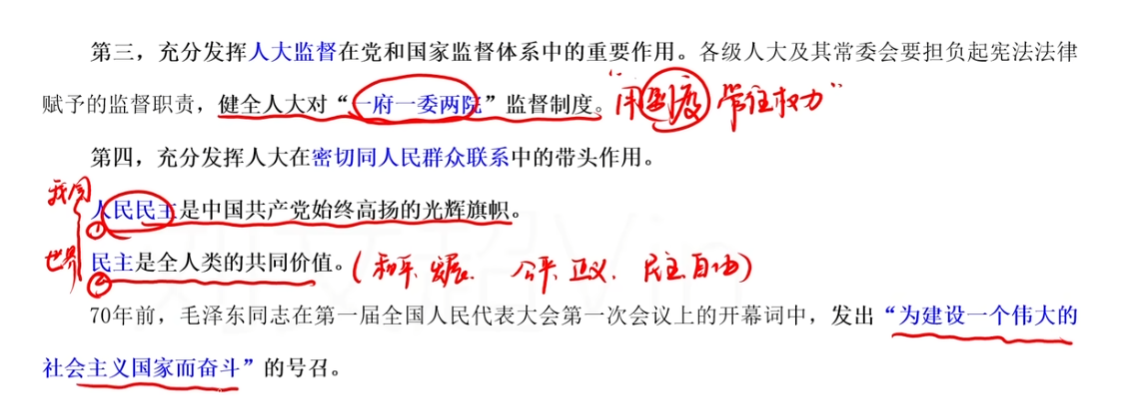 第三，充分发挥人大监督在党和国家监督体系中的重要作用。各级人大及其常委会要担负起宪法法律
赋予的监督职责，健全人大对“一府一委两院”监督制度。“用制度管住权力”
第四，充分发挥人大在密切同人民群众联系中的带头作用。
我国
人民民主是中国共产党始终高扬的光辉旗帜。
①
世界 民主是全人类的共同价值。（和平、发展、公平、正义、民主自由）
②
70年前，毛泽东同志在第一届全国人民代表大会第一次会议上的开幕词中，发出“为建设一个伟大的
社会主义国家而奋斗”的号召。